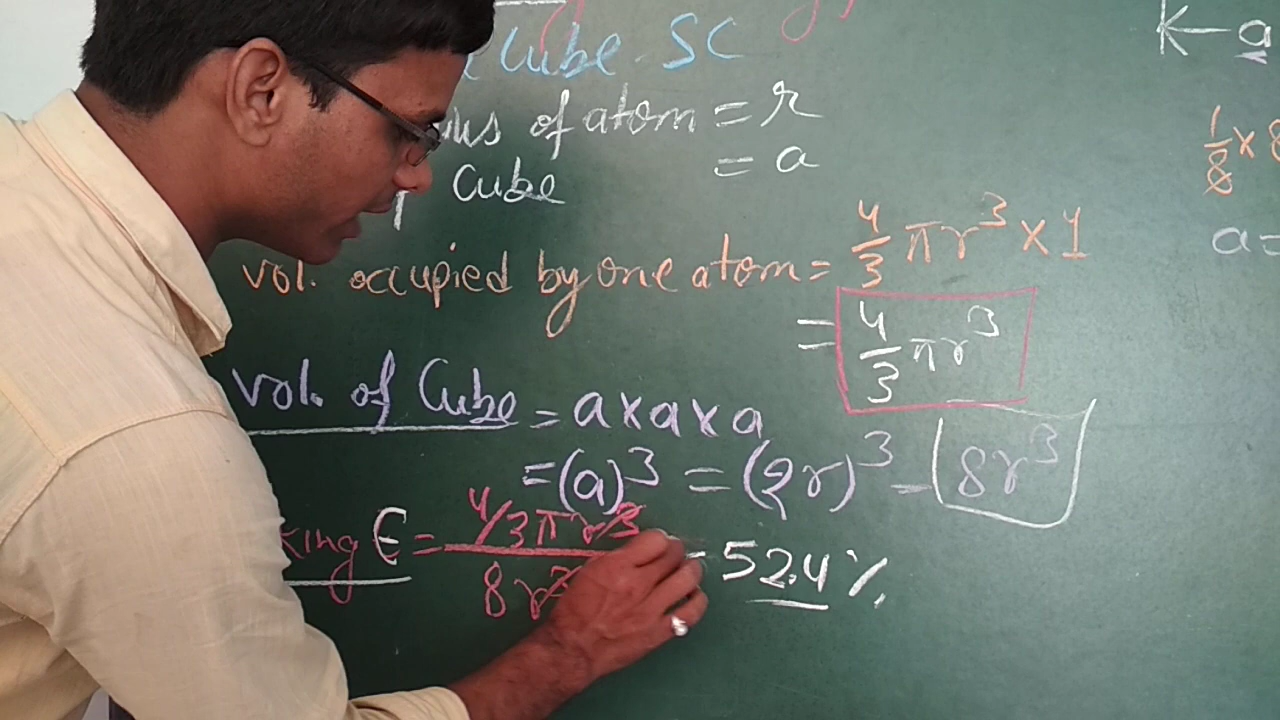 Cube SC
of atom = r
Cube = a
vol. occupied by one atom = 4/3 πr³ × 1
= 4/3 πr³
vol. of Cube = a×a×a
= (a)³ = (2r)³ = 8r³
king E = 4/3πr³ / 8r³ = 52.4%
K – a
1/8 × 8
a =